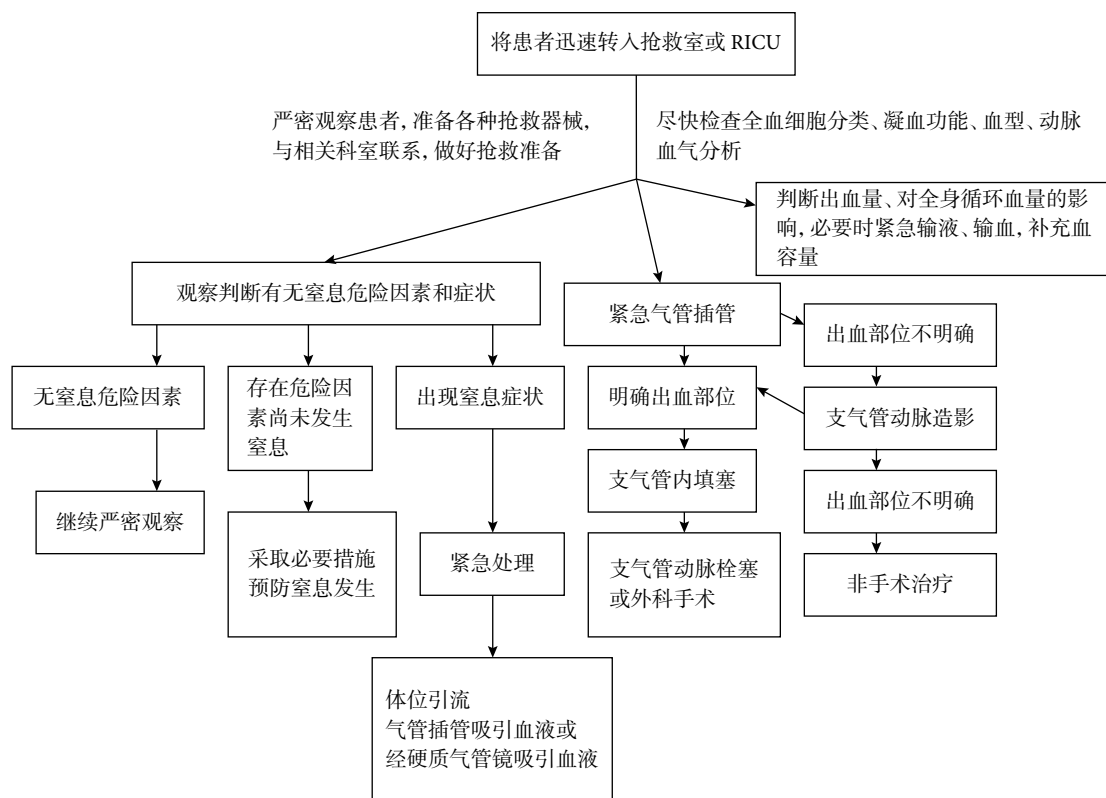 将患者迅速转入抢救室或 RICU
严密观察患者，准备各种抢救器械，
与相关科室联系，做好抢救准备
尽快检查全血细胞分类、凝血功能、血型、动脉
血气分析
判断出血量、对全身循环血量的影
响，必要时紧急输液、输血，补充血
容量
观察判断有无窒息危险因素和症状
紧急气管插管
出血部位不明确
无窒息危险因素
存在危险因
素尚未发生
窒息
出现窒息症状
明确出血部位
支气管动脉造影
支气管内填塞
出血部位不明确
继续严密观察
采取必要措施
预防窒息发生
紧急处理
支气管动脉栓塞
或外科手术
非手术治疗
体位引流
气管插管吸引血液或
经硬质气管镜吸引血液